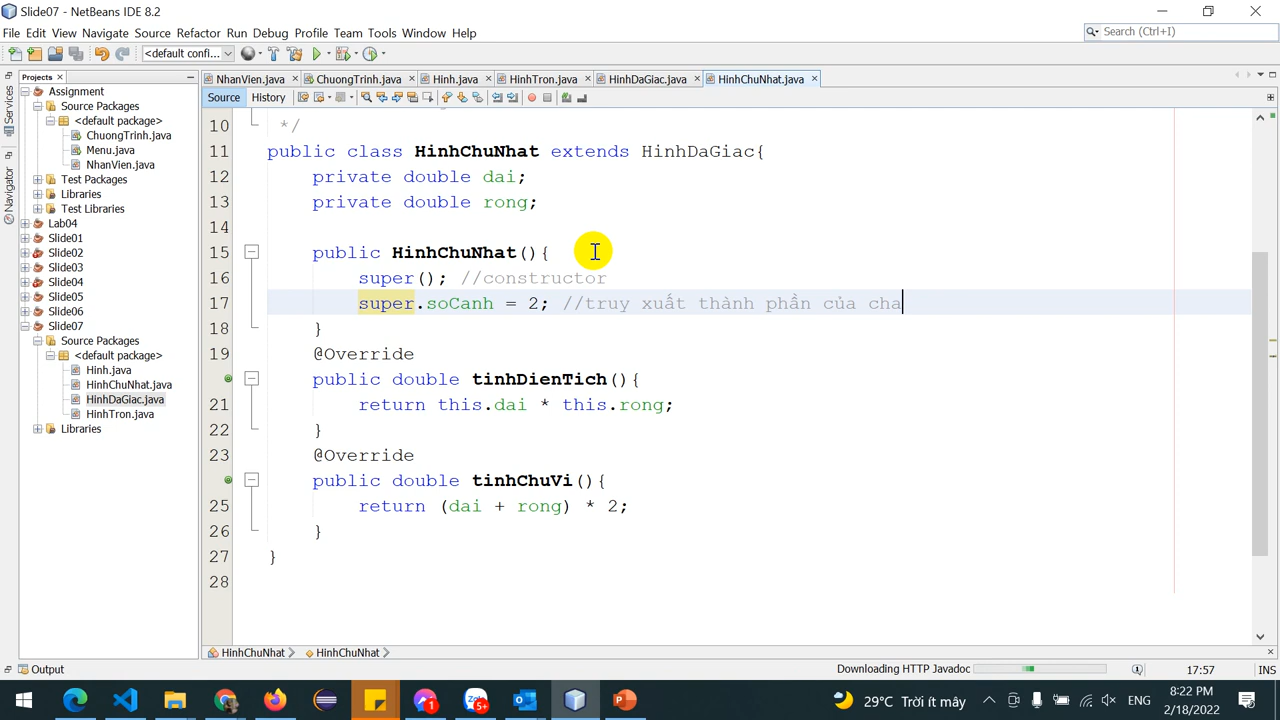 Slide07 - NetBeans IDE 8.2
File Edit View Navigate Source Refactor Run Debug Profile Team Tools Window Help
Search (Ctrl+I)
<default confi...
Projects
NhanVien.java ChuongTrinh.java Hinh.java HinhTron.java HinhDaGiac.java HinhChuNhat.java
Source History
Services
Navigator
Assignment
Source Packages
<default package>
ChuongTrinh.java
Menu.java
NhanVien.java
Test Packages
Libraries
Test Libraries
Lab04
Slide01
Slide02
Slide03
Slide04
Slide05
Slide06
Slide07
Source Packages
<default package>
Hinh.java
HinhChuNhat.java
HinhDaGiac.java
HinhTron.java
Libraries
10 */
11 public class HinhChuNhat extends HinhDaGiac{
12 private double dai;
13 private double rong;
14
15 public HinhChuNhat(){
16 super(); //constructor
17 super.soCanh = 2; //truy xuất thành phần của cha
18 }
19 @Override
public double tinhDienTich(){
21 return this.dai * this.rong;
22 }
23 @Override
public double tinhChuVi(){
25 return (dai + rong) * 2;
26 }
27 }
28
HinhChuNhat HinhChuNhat
Output
Downloading HTTP Javadoc
17:57 INS
29°C Trời ít mây
ENG
8:22 PM
2/18/2022